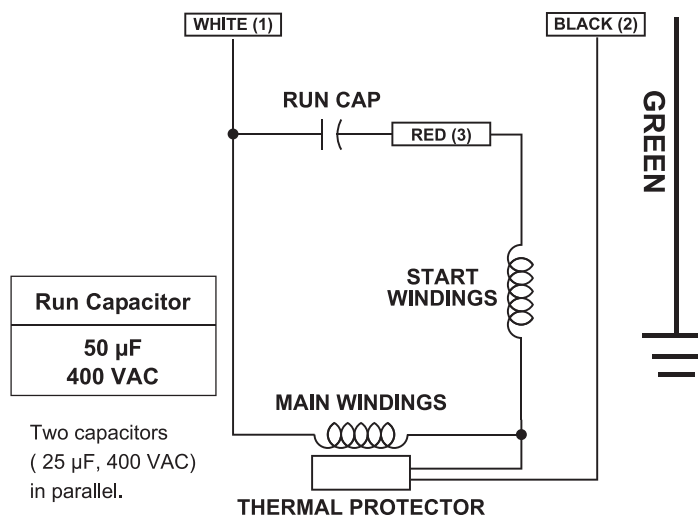 WHITE (1)
BLACK (2)
RUN CAP
RED (3)
GREEN
START
WINDINGS
Run Capacitor
50 µF
400 VAC
MAIN WINDINGS
Two capacitors
( 25 µF, 400 VAC)
in parallel.
THERMAL PROTECTOR